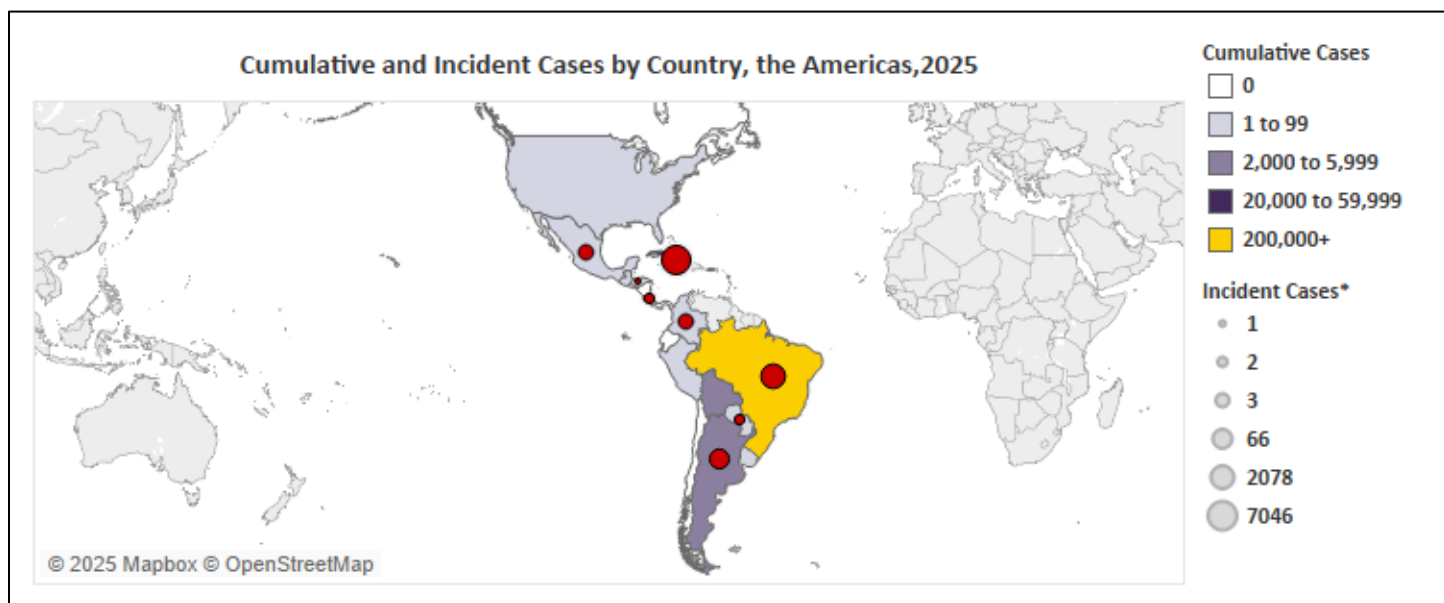 Cumulative and Incident Cases by Country, the Americas,2025
Cumulative Cases
0
1 to 99
2,000 to 5,999
20,000 to 59,999
200,000+
Incident Cases*
1
2
3
66
2078
7046
© 2025 Mapbox © OpenStreetMap